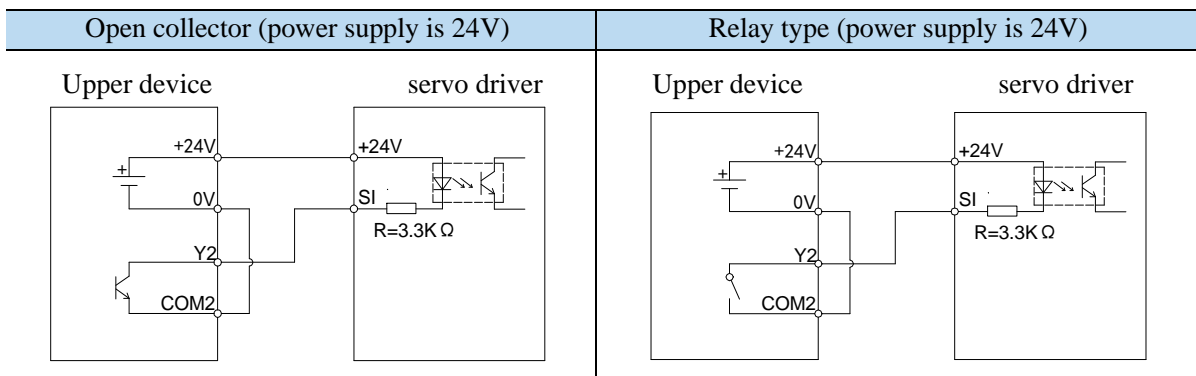 Open collector (power supply is 24V)
Relay type (power supply is 24V)
Upper device
servo driver
+24V
+24V
+
0V
SI
R=3.3KΩ
Y2
COM2
Upper device
servo driver
+24V
+24V
+
0V
SI
R=3.3KΩ
Y2
COM2